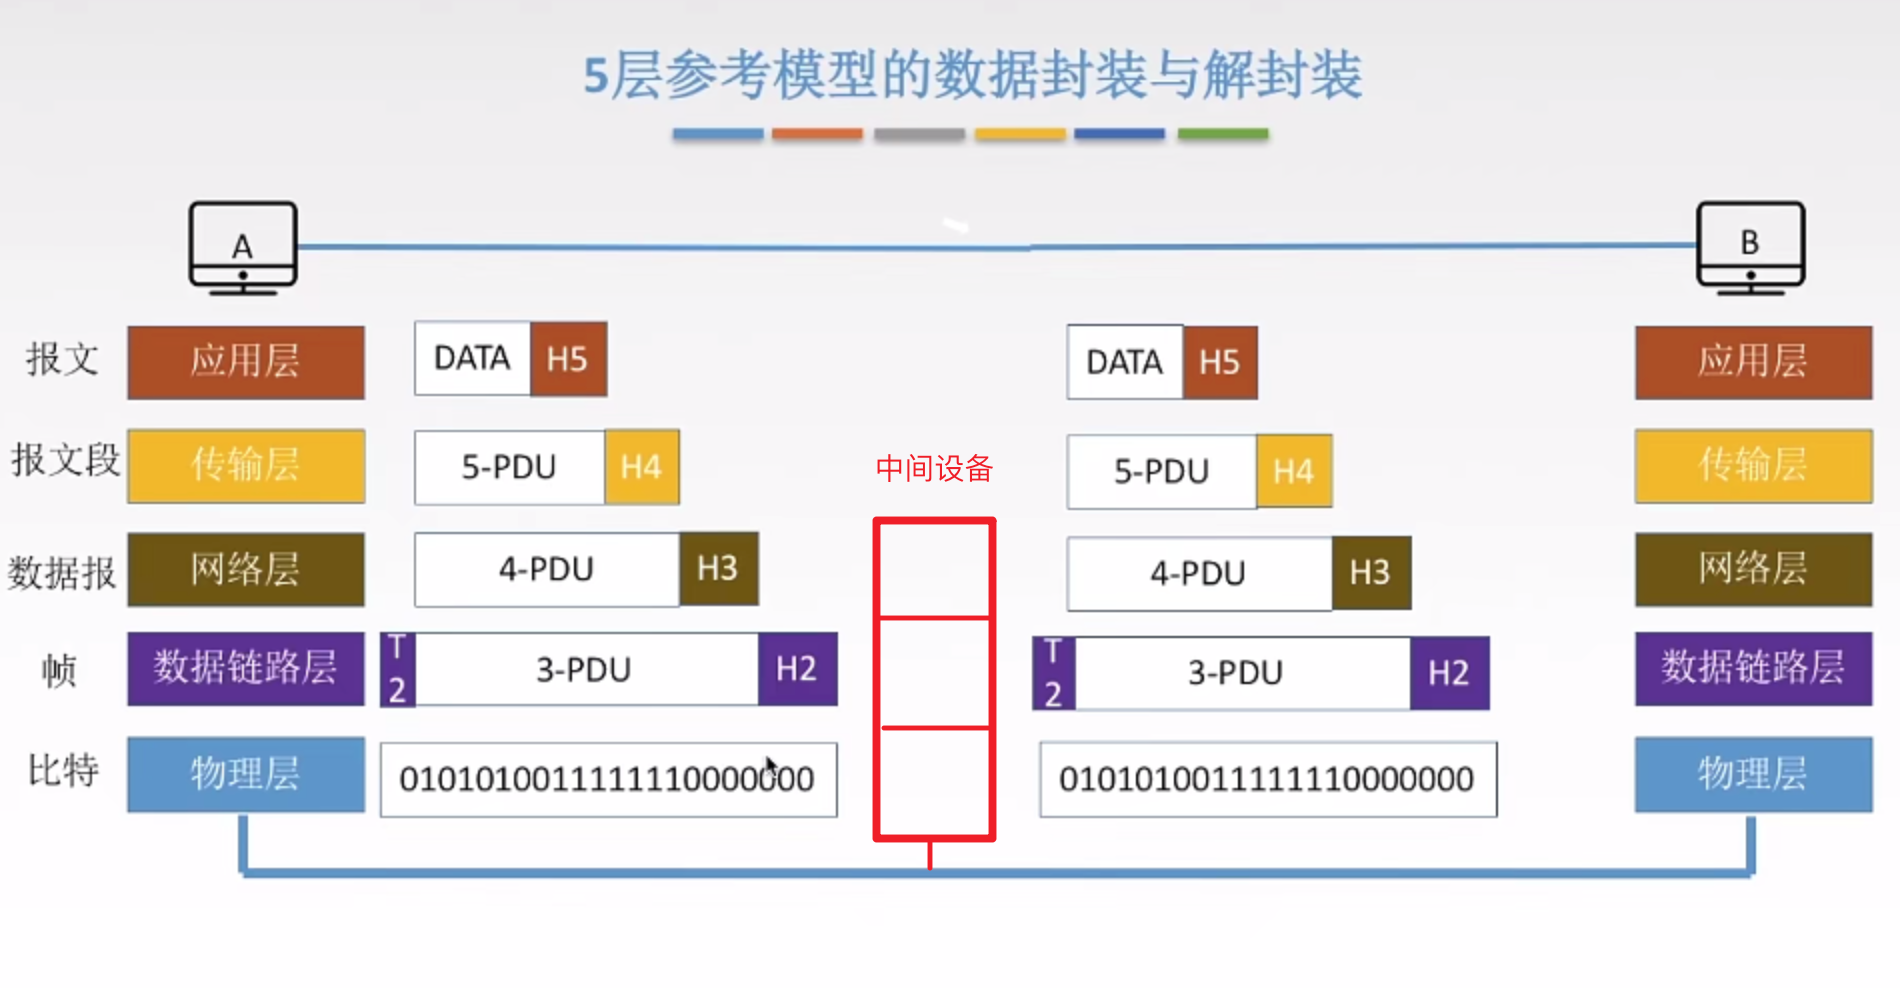 5层参考模型的数据封装与解封装
A
B
报文 应用层 DATA H5 DATA H5 应用层
报文段 传输层 5-PDU H4 中间设备 5-PDU H4 传输层
数据报 网络层 4-PDU H3 4-PDU H3 网络层
帧 数据链路层 T2 3-PDU H2 T2 3-PDU H2 数据链路层
比特 物理层 0101010011111110000000 0101010011111110000000 物理层